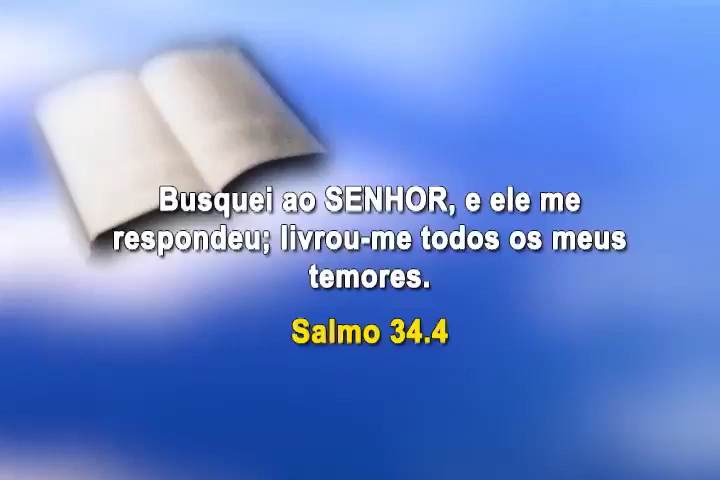 Busquei ao SENHOR, e ele me
respondeu; livrou-me todos os meus
temores.
Salmo 34.4